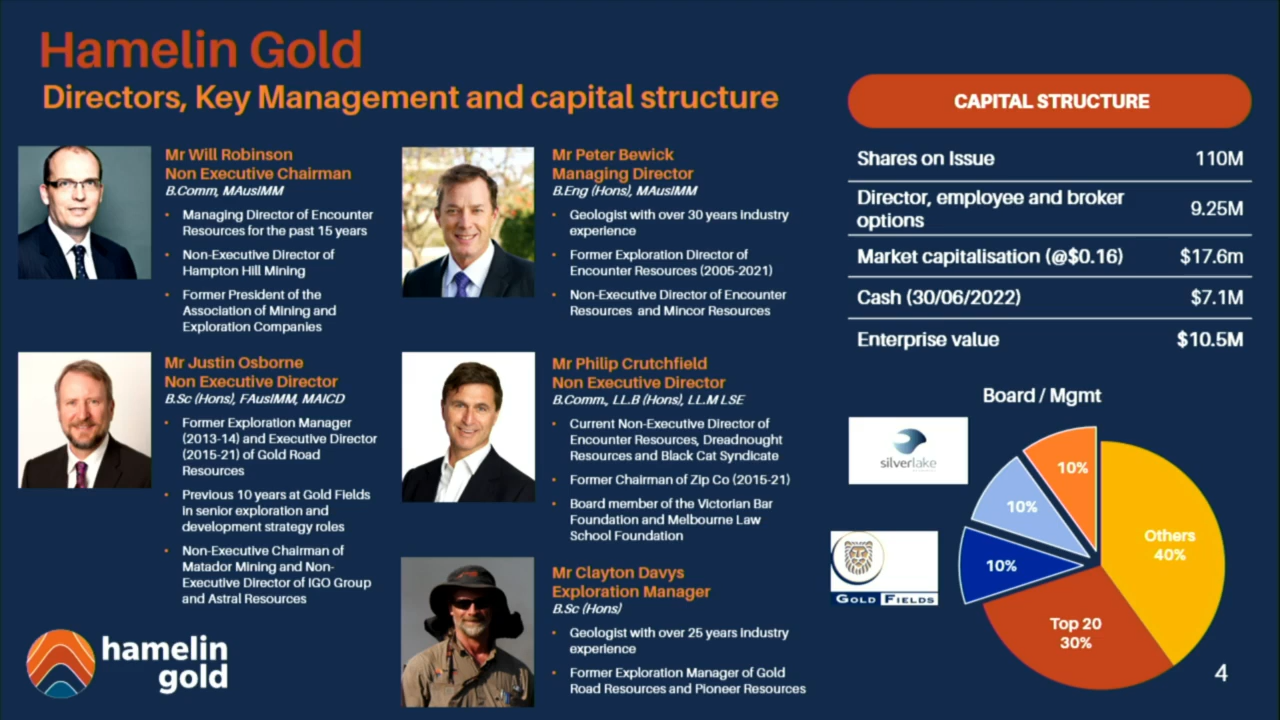 Hamelin Gold
Directors, Key Management and capital structure
Mr Will Robinson
Non Executive Chairman
B.Comm, MAusIMM
• Managing Director of Encounter
Resources for the past 15 years
• Non-Executive Director of
Hampton Hill Mining
• Former President of the
Association of Mining and
Exploration Companies
Mr Peter Bewick
Managing Director
B.Eng (Hons), MAusIMM
• Geologist with over 30 years industry
experience
• Former Exploration Director of
Encounter Resources (2005-2021)
• Non-Executive Director of Encounter
Resources and Mincor Resources
Mr Justin Osborne
Non Executive Director
B.Sc (Hons), FAusIMM, MAICD
• Former Exploration Manager
(2013-14) and Executive Director
(2015-21) of Gold Road
Resources
• Previous 10 years at Gold Fields
in senior exploration and
development strategy roles
• Non-Executive Chairman of
Matador Mining and Non-
Executive Director of IGO Group
and Astral Resources
Mr Philip Crutchfield
Non Executive Director
B.Comm., LL.B (Hons), LL.M LSE
• Current Non-Executive Director of
Encounter Resources, Dreadnought
Resources and Black Cat Syndicate
• Former Chairman of Zip Co (2015-21)
• Board member of the Victorian Bar
Foundation and Melbourne Law
School Foundation
Mr Clayton Davys
Exploration Manager
B.Sc (Hons)
• Geologist with over 25 years industry
experience
• Former Exploration Manager of Gold
Road Resources and Pioneer Resources
CAPITAL STRUCTURE
Shares on Issue 110M
Director, employee and broker
options 9.25M
Market capitalisation (@$0.16) $17.6m
Cash (30/06/2022) $7.1M
Enterprise value $10.5M
Board / Mgmt
silverlake
10%
10%
Others
40%
10%
GOLD FIELDS
Top 20
30%
hamelin
gold
4